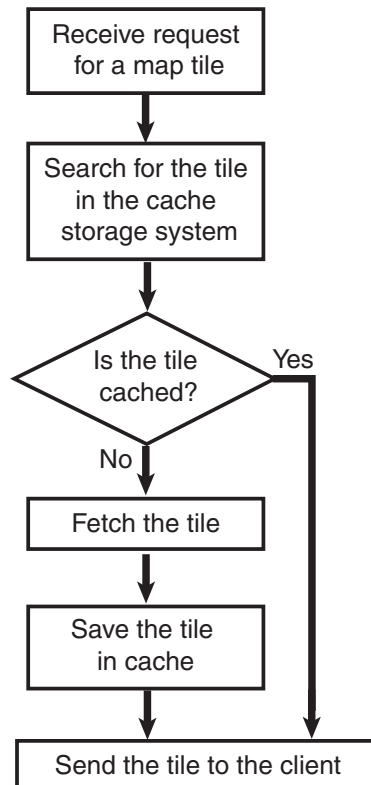 Receive request
for a map tile
Search for the tile
in the cache
storage system
Is the tile
cached?
Yes
No
Fetch the tile
Save the tile
in cache
Send the tile to the client